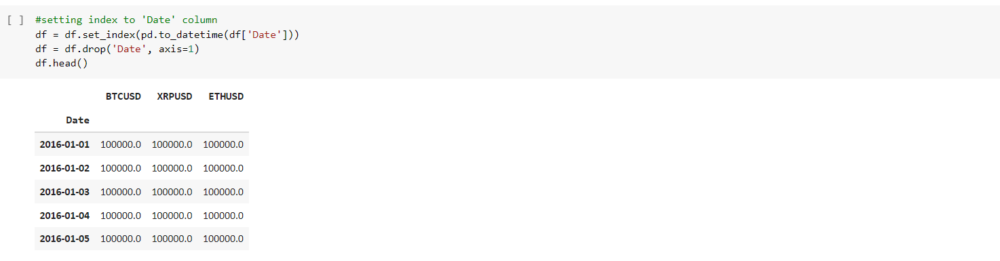 [ ] #setting index to 'Date' column
df = df.set_index(pd.to_datetime(df['Date']))
df = df.drop('Date', axis=1)
df.head()
BTCUSD XRPUSD ETHUSD
Date
2016-01-01 100000.0 100000.0 100000.0
2016-01-02 100000.0 100000.0 100000.0
2016-01-03 100000.0 100000.0 100000.0
2016-01-04 100000.0 100000.0 100000.0
2016-01-05 100000.0 100000.0 100000.0